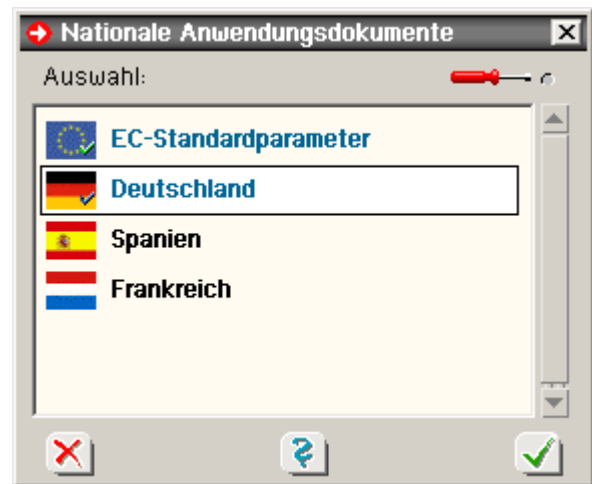 Nationale Anwendungsdokumente
Auswahl:
EC-Standardparameter
Deutschland
Spanien
Frankreich